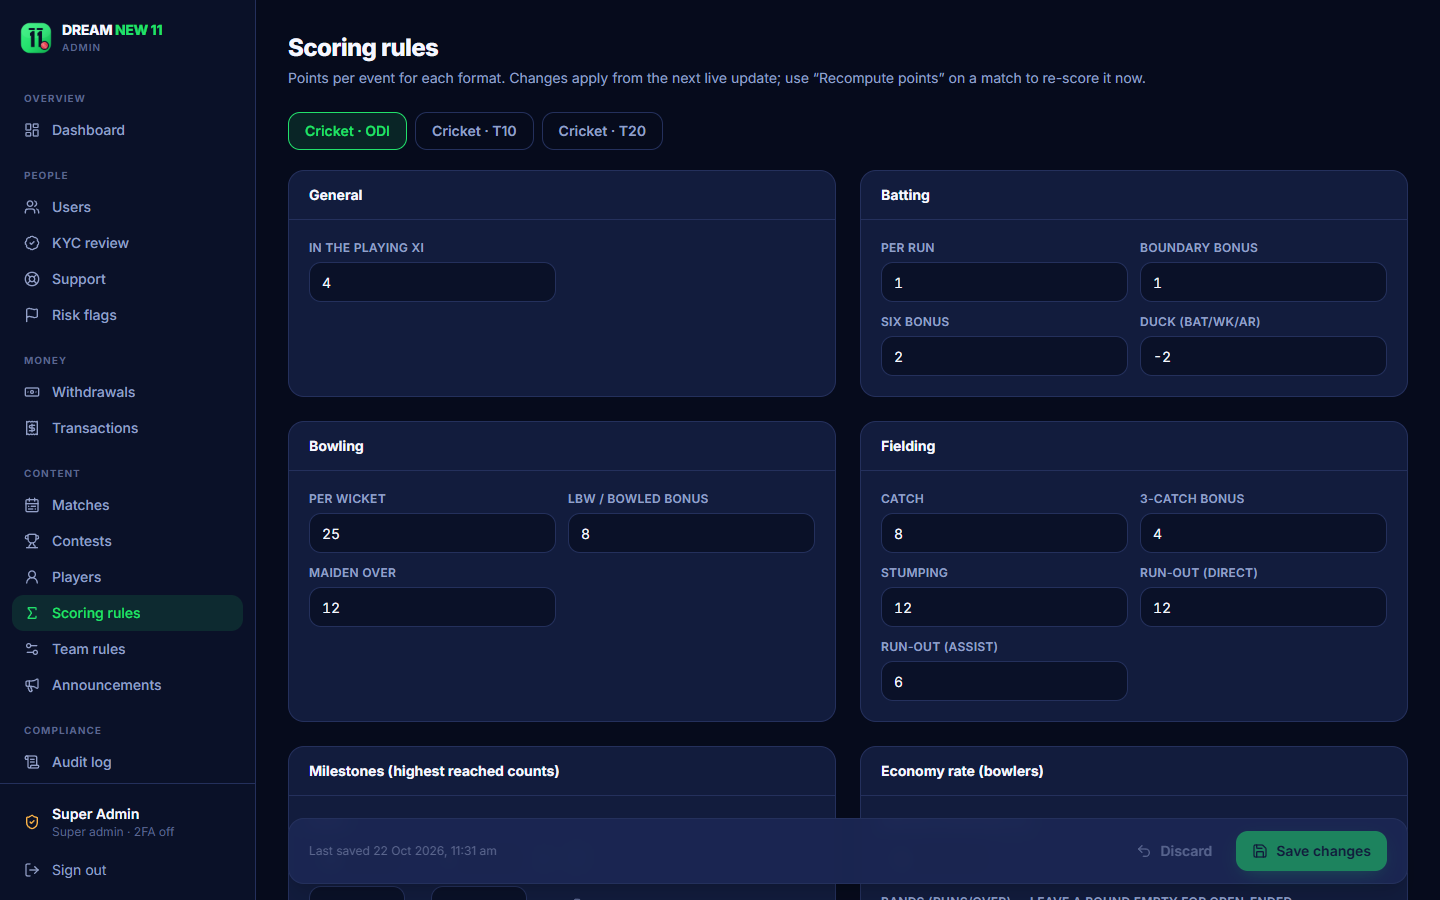 DREAM NEW 11
ADMIN
OVERVIEW
Dashboard
PEOPLE
Users
KYC review
Support
Risk flags
MONEY
Withdrawals
Transactions
CONTENT
Matches
Contests
Players
Scoring rules
Team rules
Announcements
COMPLIANCE
Audit log
Super Admin
Super admin · 2FA off
Sign out
Scoring rules
Points per event for each format. Changes apply from the next live update; use “Recompute points” on a match to re-score it now.
Cricket · ODI
Cricket · T10
Cricket · T20
General
IN THE PLAYING XI
4
Batting
PER RUN
BOUNDARY BONUS
1
1
SIX BONUS
DUCK (BAT/WK/AR)
2
-2
Bowling
PER WICKET
LBW / BOWLED BONUS
25
8
MAIDEN OVER
12
Fielding
CATCH
3-CATCH BONUS
8
4
STUMPING
RUN-OUT (DIRECT)
12
12
RUN-OUT (ASSIST)
6
Milestones (highest reached counts)
Economy rate (bowlers)
Last saved 22 Oct 2026, 11:31 am
Discard
Save changes